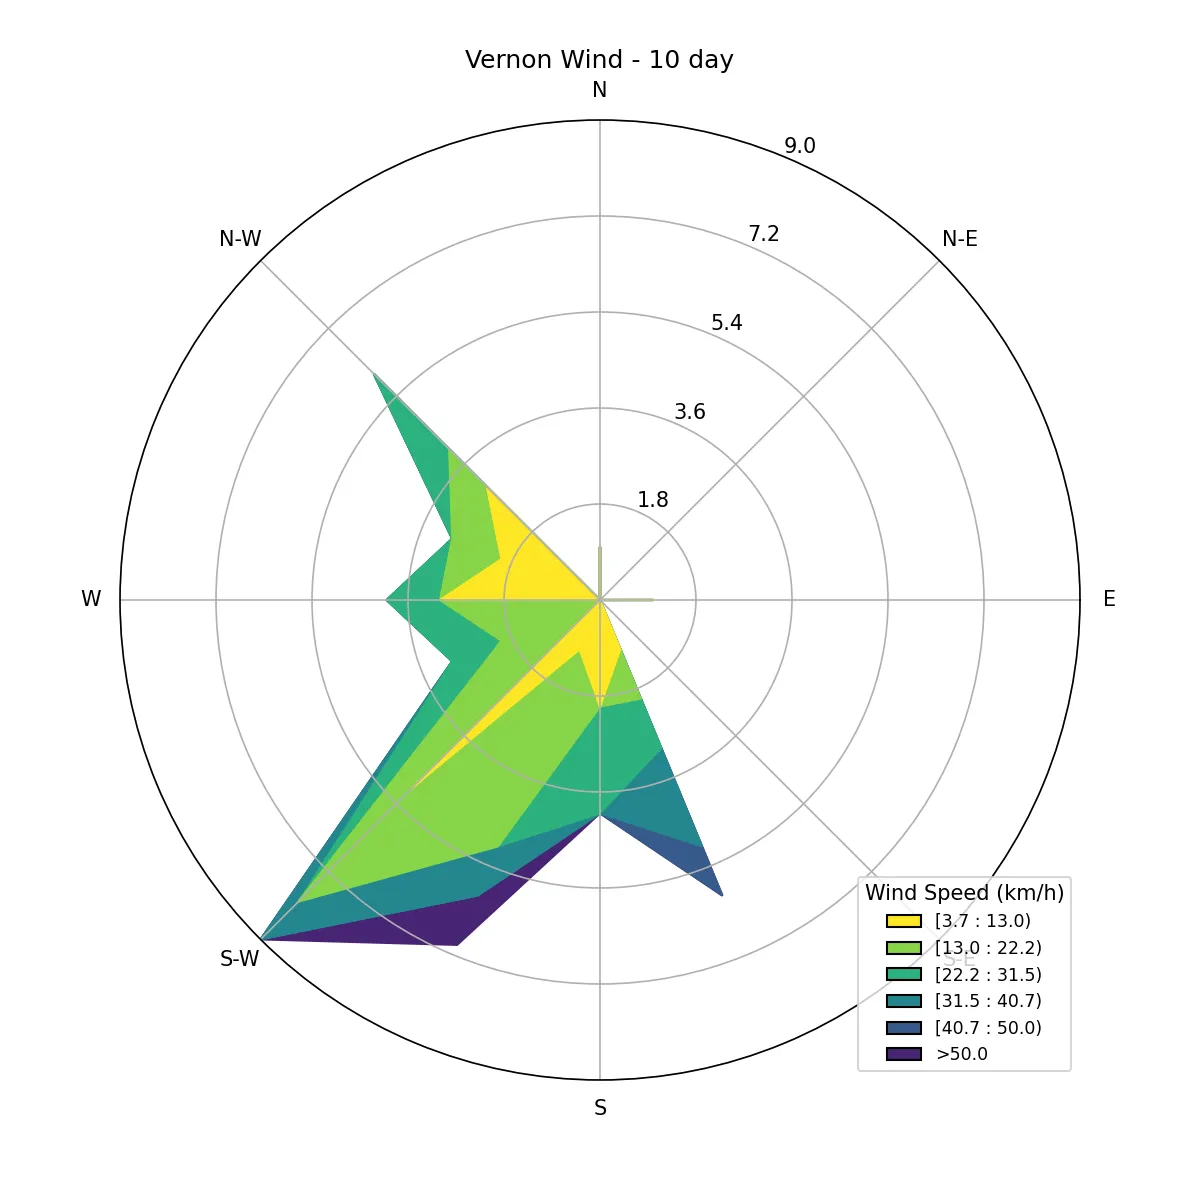 Vernon Wind - 10 day
N
9.0
N-W
N-E
7.2
5.4
3.6
1.8
W
E
S-W
S-E
Wind Speed (km/h)
[3.7 : 13.0)
[13.0 : 22.2)
[22.2 : 31.5)
[31.5 : 40.7)
[40.7 : 50.0)
>50.0
S